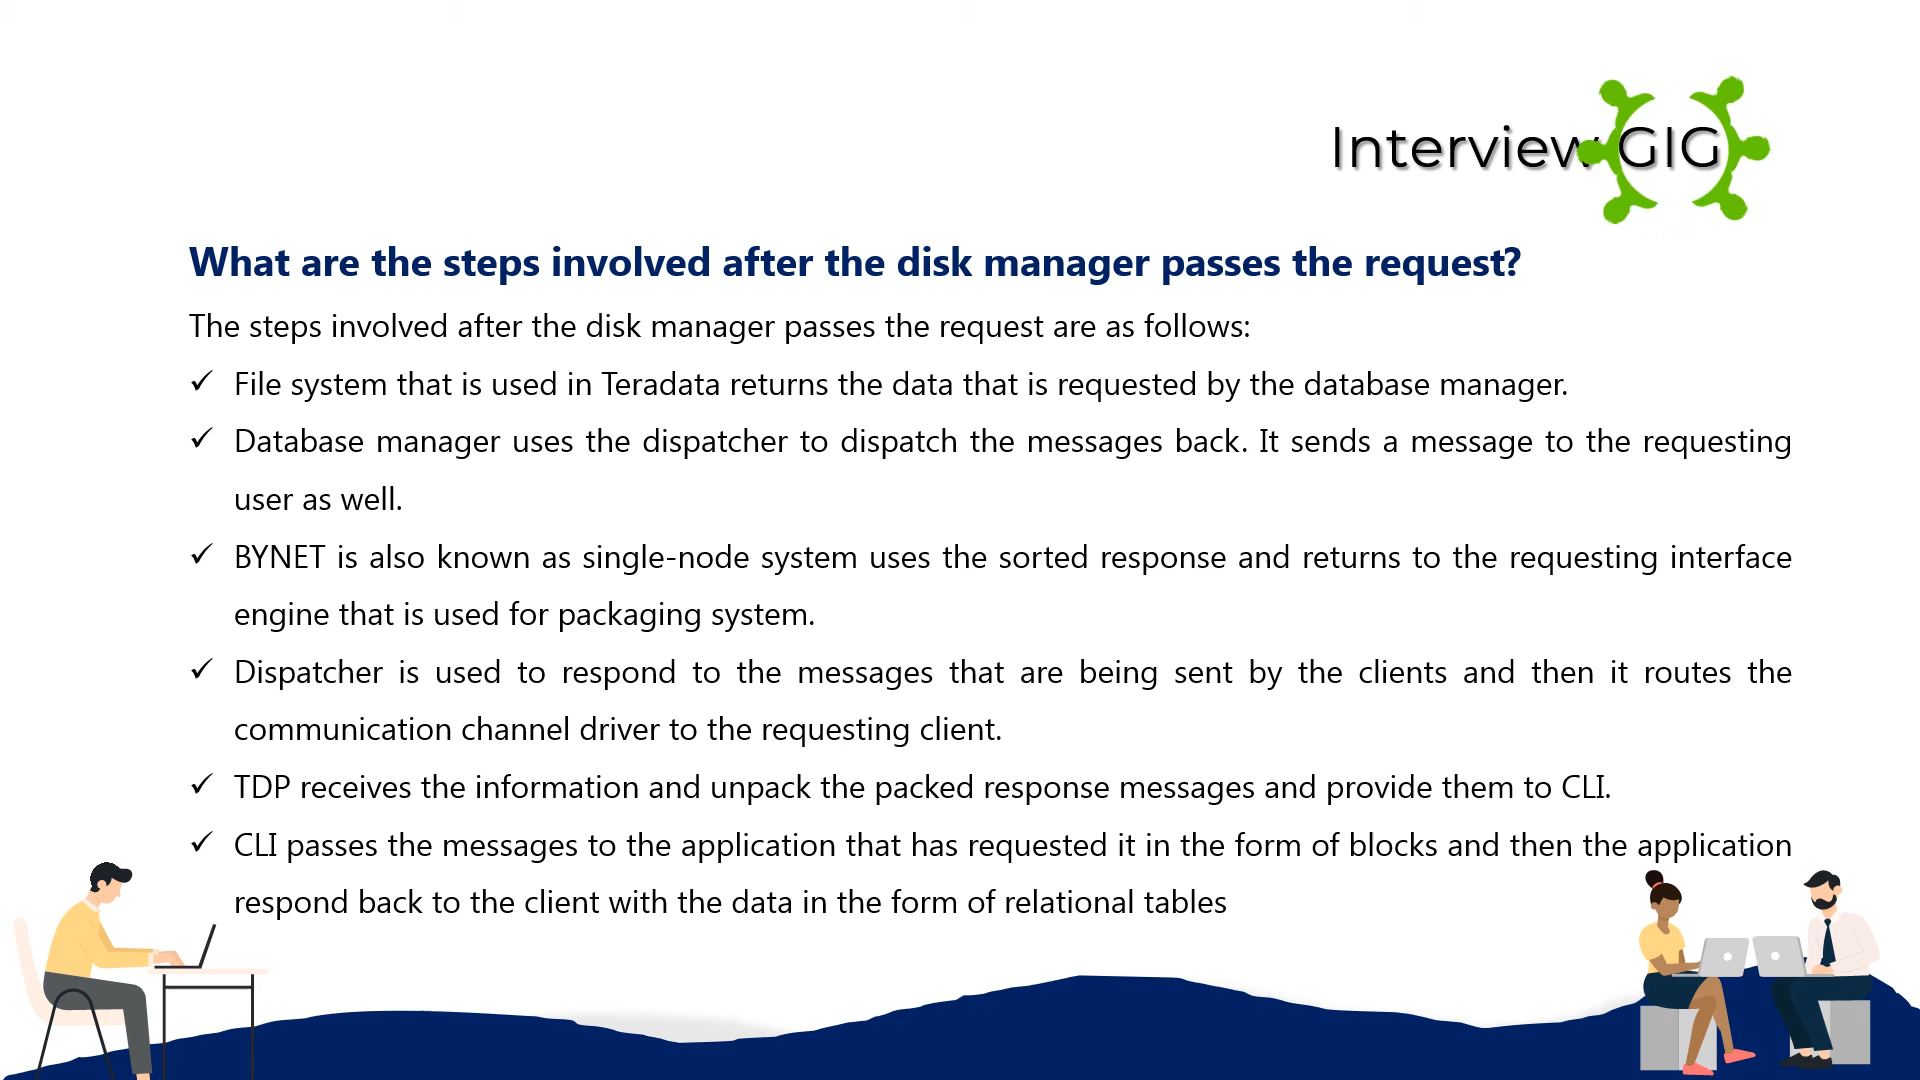 Interview GIG
What are the steps involved after the disk manager passes the request?
The steps involved after the disk manager passes the request are as follows:
✓ File system that is used in Teradata returns the data that is requested by the database manager.
✓ Database manager uses the dispatcher to dispatch the messages back. It sends a message to the requesting
user as well.
✓ BYNET is also known as single-node system uses the sorted response and returns to the requesting interface
engine that is used for packaging system.
✓ Dispatcher is used to respond to the messages that are being sent by the clients and then it routes the
communication channel driver to the requesting client.
✓ TDP receives the information and unpack the packed response messages and provide them to CLI.
✓ CLI passes the messages to the application that has requested it in the form of blocks and then the application
respond back to the client with the data in the form of relational tables